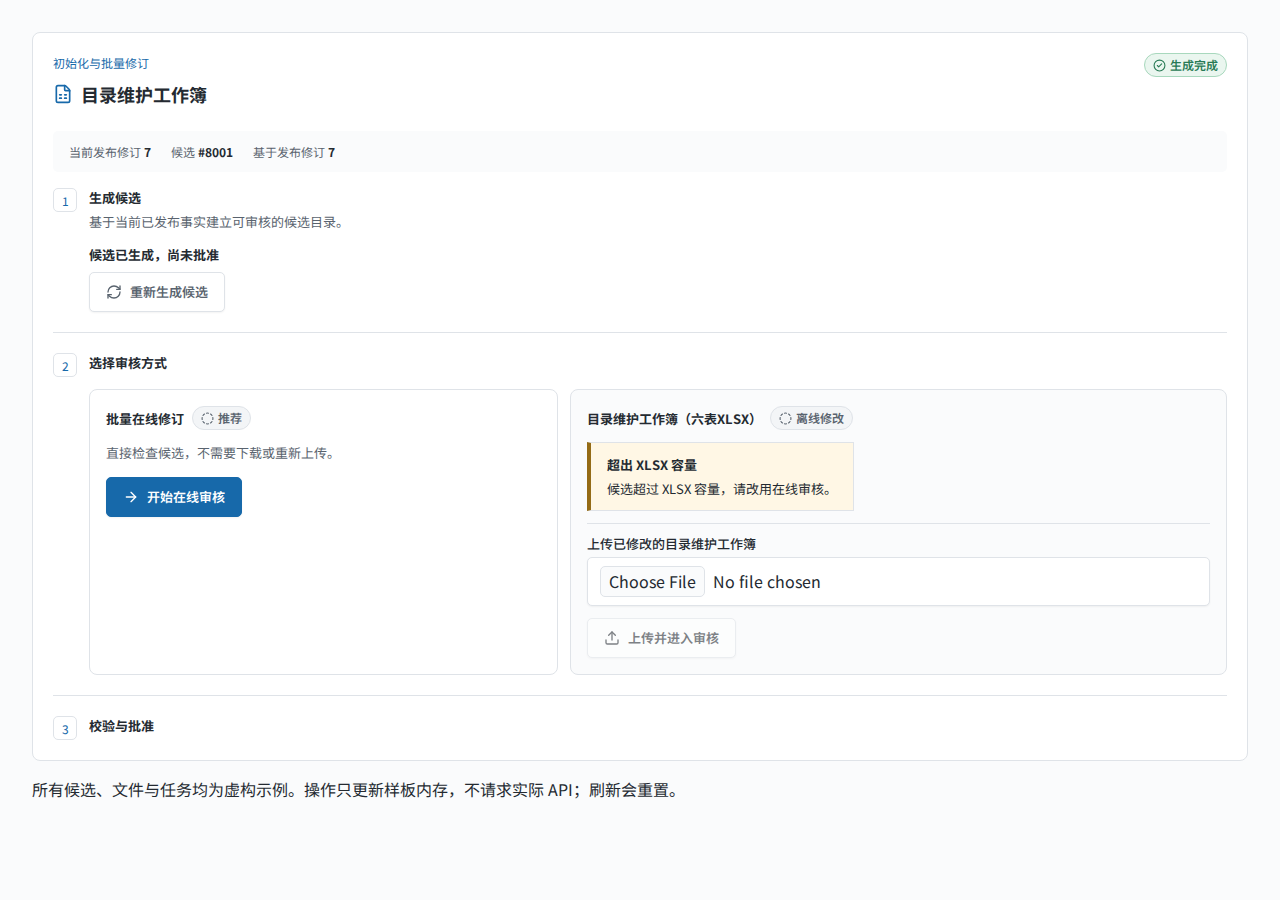 初始化与批量修订
生成完成
目录维护工作簿
当前发布修订 7 候选 #8001 基于发布修订 7
1 生成候选
基于当前已发布事实建立可审核的候选目录。
候选已生成，尚未批准
重新生成候选
2 选择审核方式
批量在线修订 推荐
直接检查候选，不需要下载或重新上传。
开始在线审核
目录维护工作簿（六表XLSX） 离线修改
超出 XLSX 容量
候选超过 XLSX 容量，请改用在线审核。
上传已修改的目录维护工作簿
Choose File No file chosen
上传并进入审核
3 校验与批准
所有候选、文件与任务均为虚构示例。操作只更新样板内存，不请求实际 API；刷新会重置。